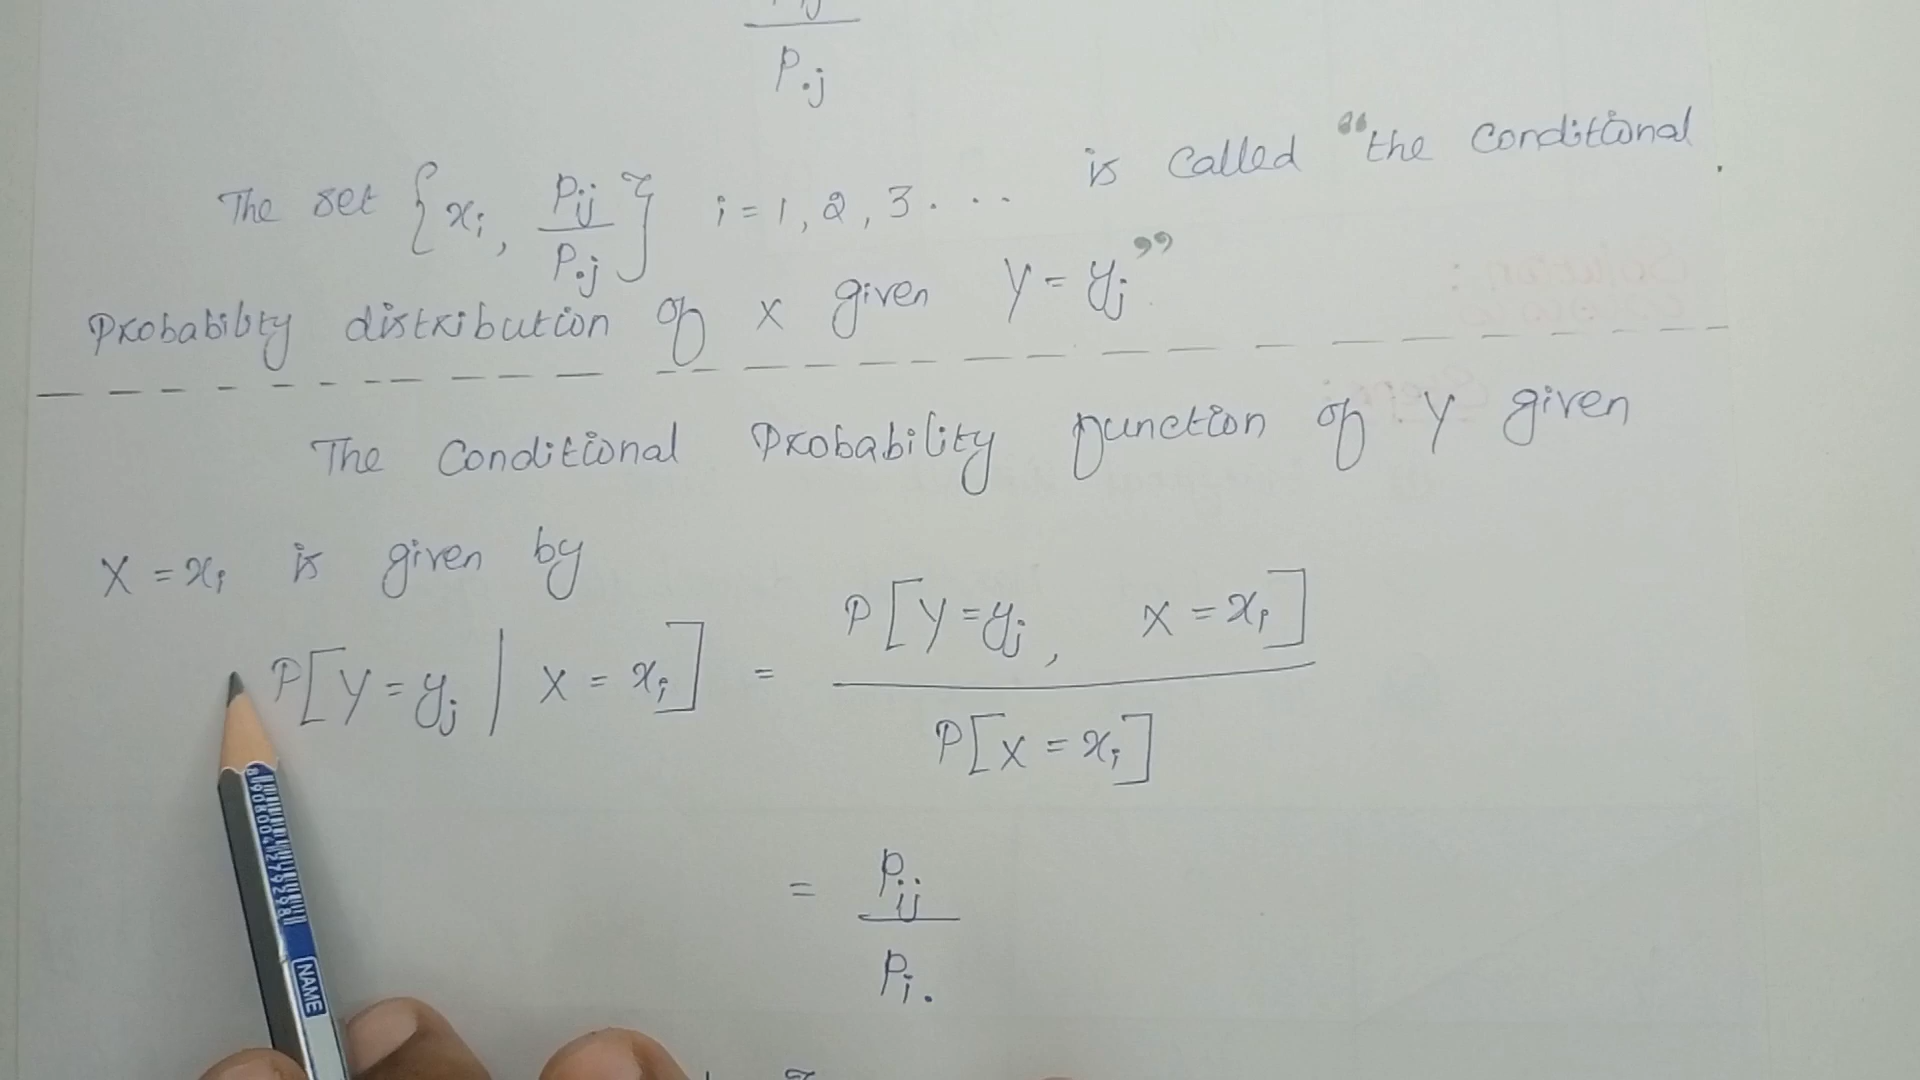 P.j
The set { xi, Pij / P.j } i = 1, 2, 3 . . . . is called "the Conditional
Probability distribution of X given Y = yj"
The Conditional Probability function of Y given
X = xi is given by
P[Y = yj | X = xi] = P[Y = yj, X = xi] / P[X = xi]
= Pij / Pi.
NAME